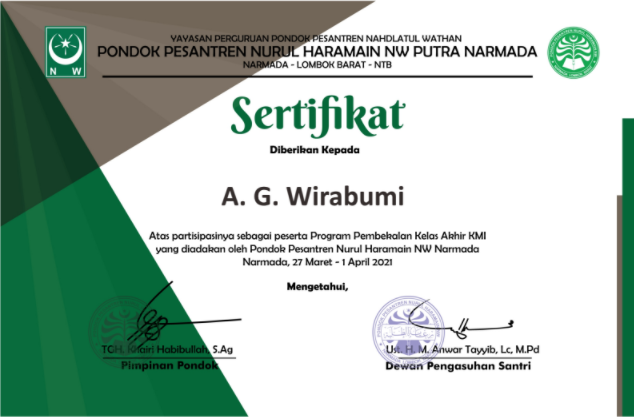 YAYASAN PERGURUAN PONDOK PESANTREN NAHDLATUL WATHAN
PONDOK PESANTREN NURUL HARAMAIN NW PUTRA NARMADA
NARMADA - LOMBOK BARAT - NTB
N W
Sertifikat
Diberikan Kepada
A. G. Wirabumi
Atas partisipasinya sebagai peserta Program Pembekalan Kelas Akhir KMI
yang diadakan oleh Pondok Pesantren Nurul Haramain NW Narmada
Narmada, 27 Maret - 1 April 2021
Mengetahui,
TGH. Khairi Habibullah, S.Ag
Pimpinan Pondok
Ust. H. M. Anwar Tayyib, Lc, M.Pd
Dewan Pengasuhan Santri